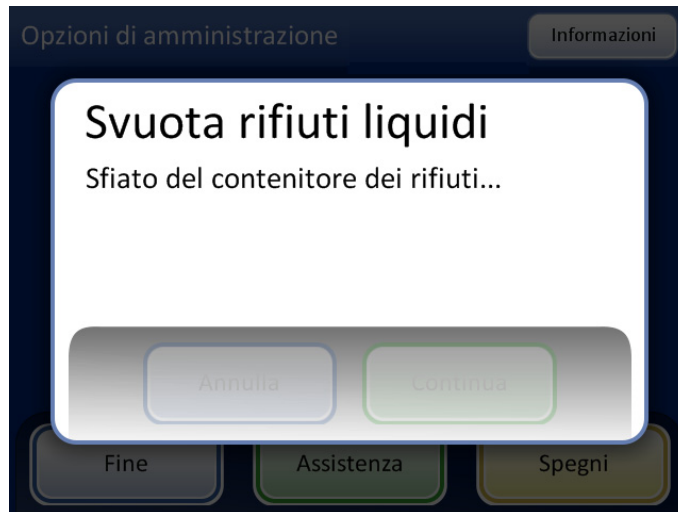 Opzioni di amministrazione
Informazioni
Svuota rifiuti liquidi
Sfiato del contenitore dei rifiuti...
Annulla
Continua
Fine
Assistenza
Spegni